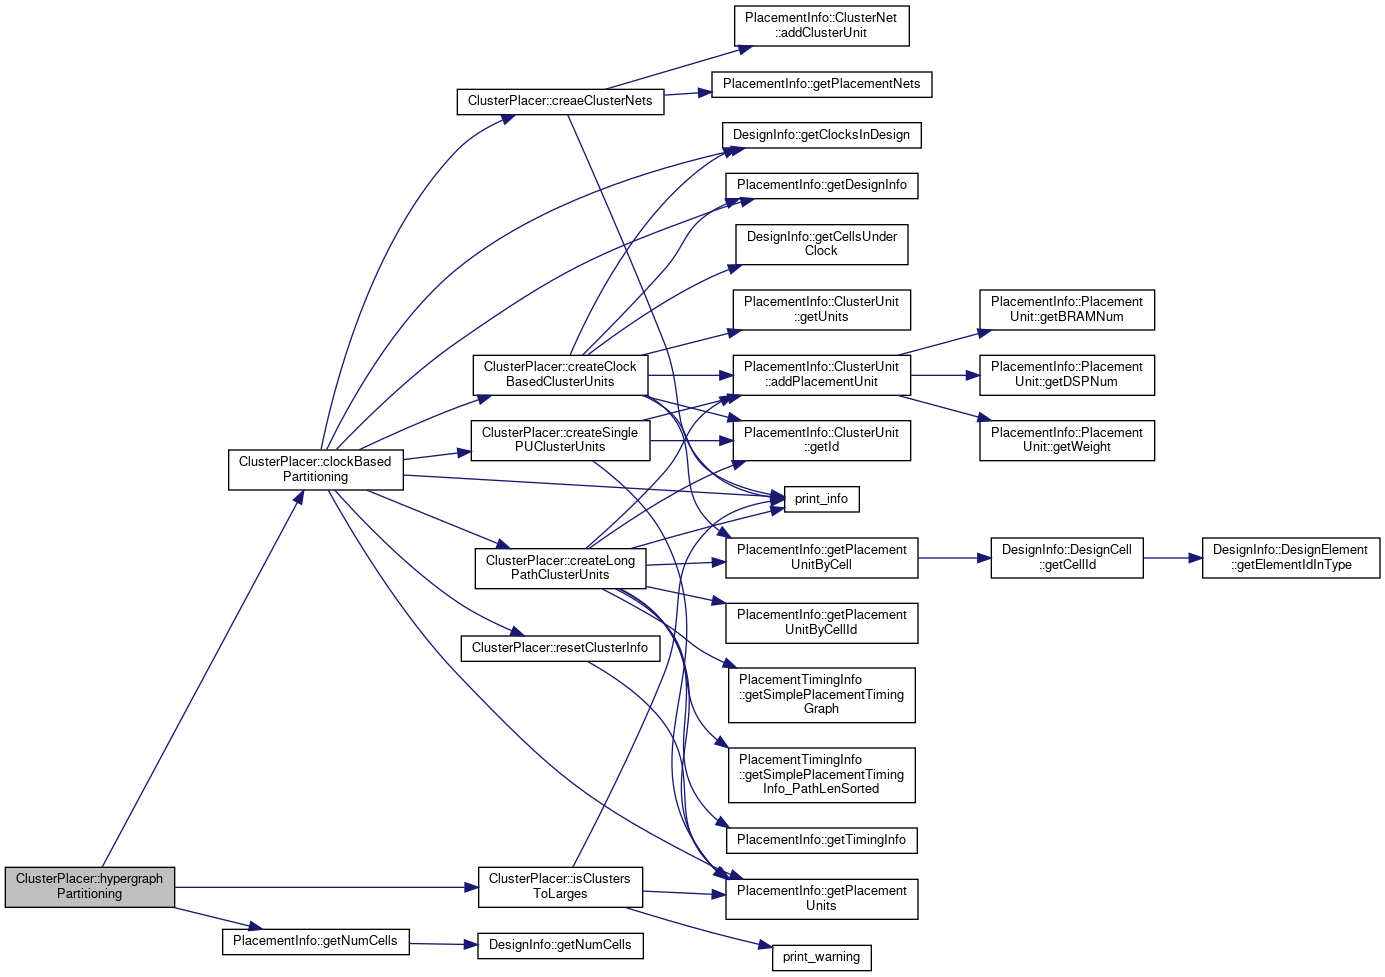 PlacementInfo::ClusterNet
::addClusterUnit
ClusterPlacer::creaeClusterNets
PlacementInfo::getPlacementNets
DesignInfo::getClocksInDesign
PlacementInfo::getDesignInfo
DesignInfo::getCellsUnder
Clock
PlacementInfo::ClusterUnit
::getUnits
PlacementInfo::Placement
Unit::getBRAMNum
ClusterPlacer::createClock
BasedClusterUnits
PlacementInfo::ClusterUnit
::addPlacementUnit
PlacementInfo::Placement
Unit::getDSPNum
ClusterPlacer::createSingle
PUClusterUnits
PlacementInfo::ClusterUnit
::getId
PlacementInfo::Placement
Unit::getWeight
ClusterPlacer::clockBased
Partitioning
print_info
ClusterPlacer::createLong
PathClusterUnits
PlacementInfo::getPlacement
UnitByCell
DesignInfo::DesignCell
::getCellId
DesignInfo::DesignElement
::getElementIdInType
PlacementInfo::getPlacement
UnitByCellId
ClusterPlacer::resetClusterInfo
PlacementTimingInfo
::getSimplePlacementTiming
Graph
PlacementTimingInfo
::getSimplePlacementTiming
Info_PathLenSorted
PlacementInfo::getTimingInfo
ClusterPlacer::hypergraph
Partitioning
ClusterPlacer::isClusters
ToLarges
PlacementInfo::getPlacement
Units
PlacementInfo::getNumCells
DesignInfo::getNumCells
print_warning